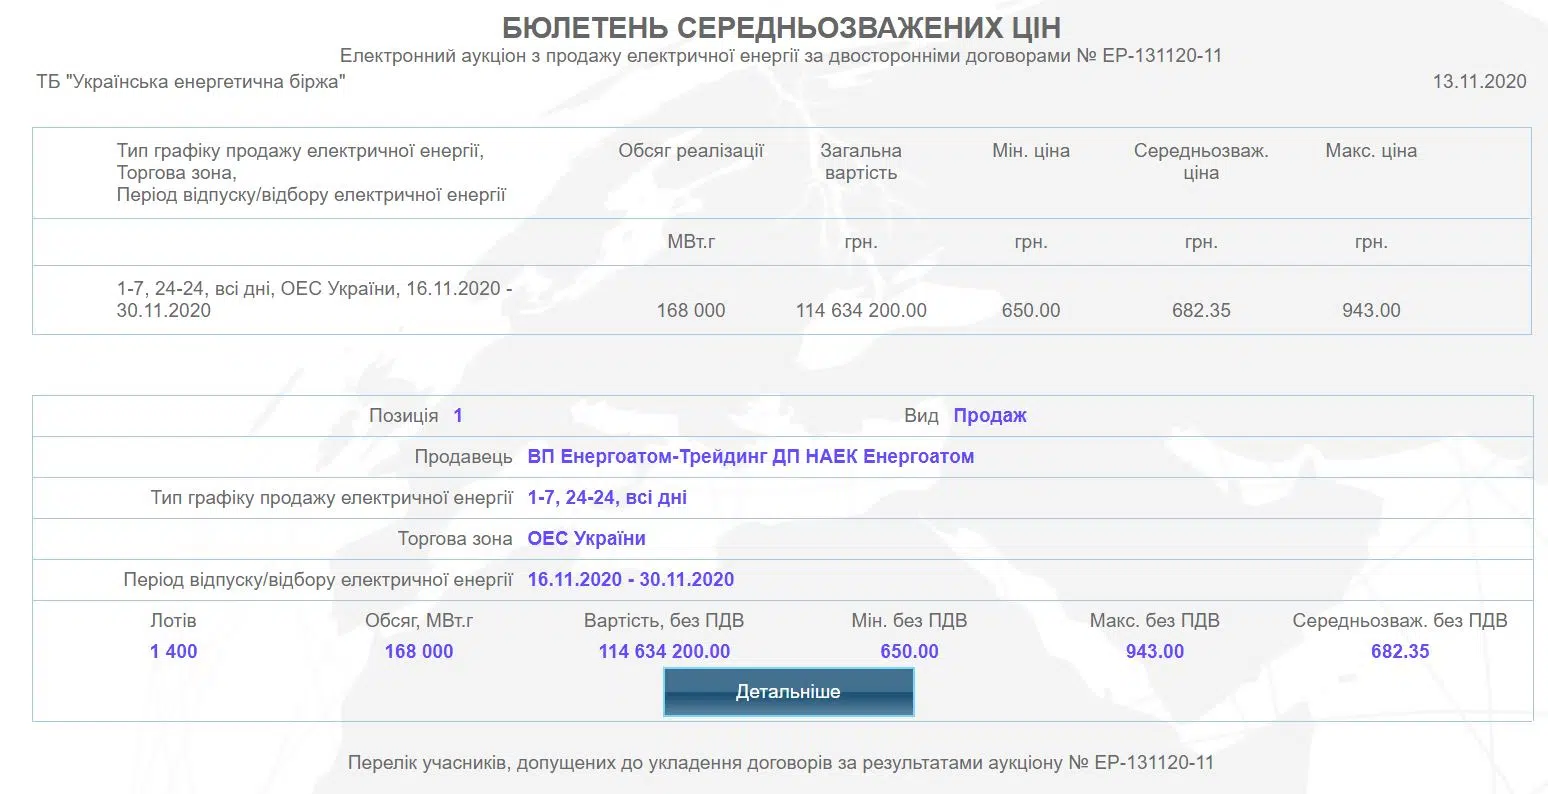 БЮЛЕТЕНЬ СЕРЕДНЬОЗВАЖЕНИХ ЦІН
Електронний аукціон з продажу електричної енергії за двосторонніми договорами № EP-131120-11
ТБ "Українська енергетична біржа" 13.11.2020
Тип графіку продажу електричної енергії, Обсяг реалізації Загальна Мін. ціна Середньозваж. Макс. ціна
Торгова зона, вартість ціна
Період відпуску/відбору електричної енергії
МВт.г грн. грн. грн. грн.
1-7, 24-24, всі дні, ОЕС України, 16.11.2020 -
30.11.2020 168 000 114 634 200.00 650.00 682.35 943.00
Позиція 1 Вид Продаж
Продавець ВП Енергоатом-Трейдинг ДП НАЕК Енергоатом
Тип графіку продажу електричної енергії 1-7, 24-24, всі дні
Торгова зона ОЕС України
Період відпуску/відбору електричної енергії 16.11.2020 - 30.11.2020
Лотів Обсяг, МВт.г Вартість, без ПДВ Мін. без ПДВ Макс. без ПДВ Середньозваж. без ПДВ
1 400 168 000 114 634 200.00 650.00 943.00 682.35
Детальніше
Перелік учасників, допущених до укладення договорів за результатами аукціону № EP-131120-11